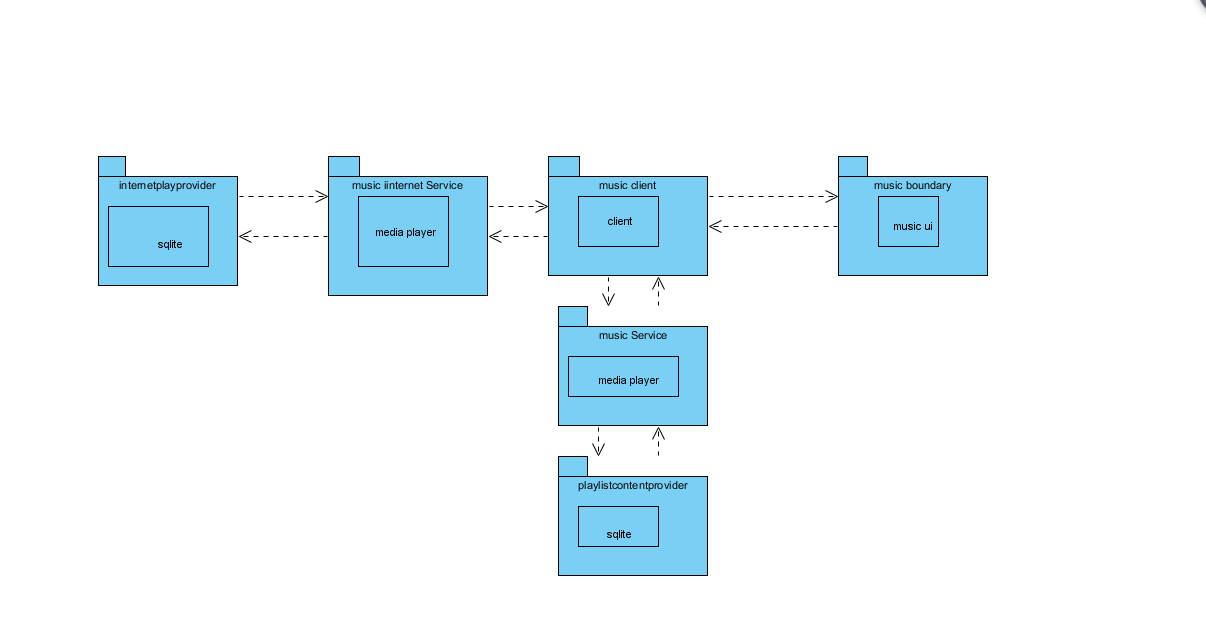 internetplayprovider
sqlite
music iinternet Service
media player
music client
client
music boundary
music ui
music Service
media player
playlistcontentprovider
sqlite